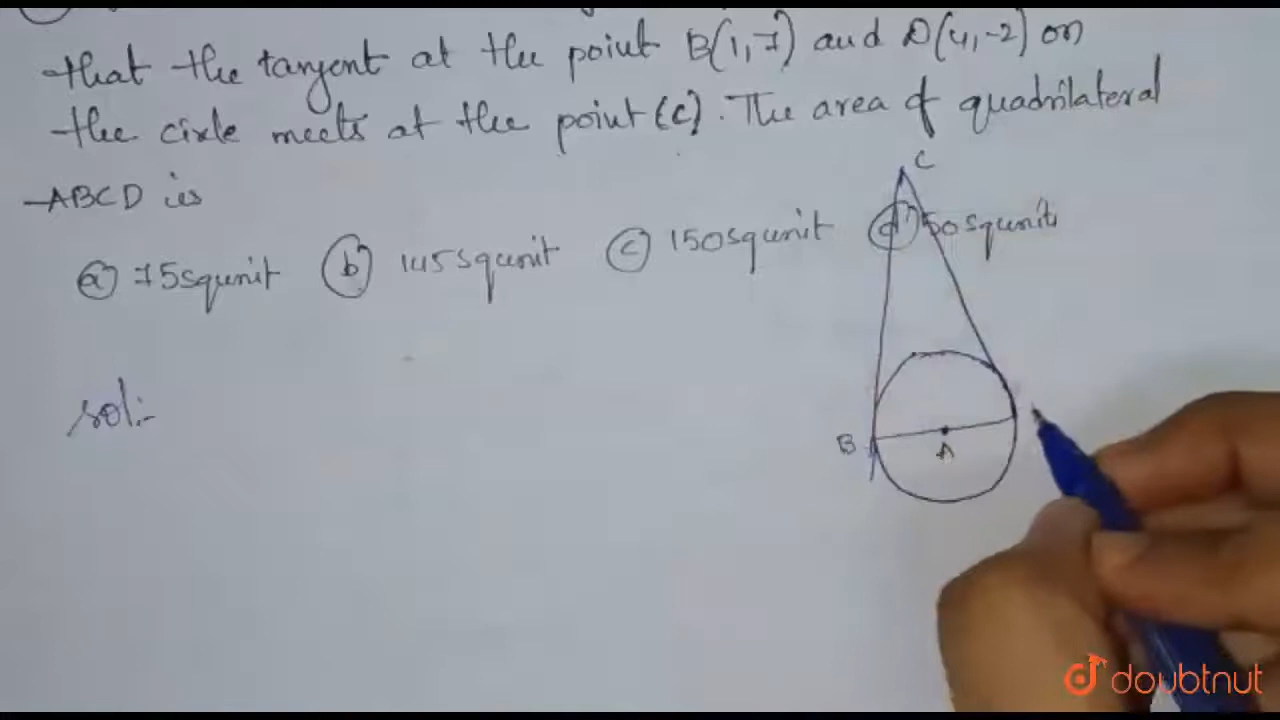 that the tangent at the point B(1,7) and D(4,-2) on
the cirle meets at the point (C). The area of quadrilateral
ABCD is
(a) 75squnit (b) 145squnit (c) 150squnit (d) 50squnit
C
sol:-
B
A
doubtnut